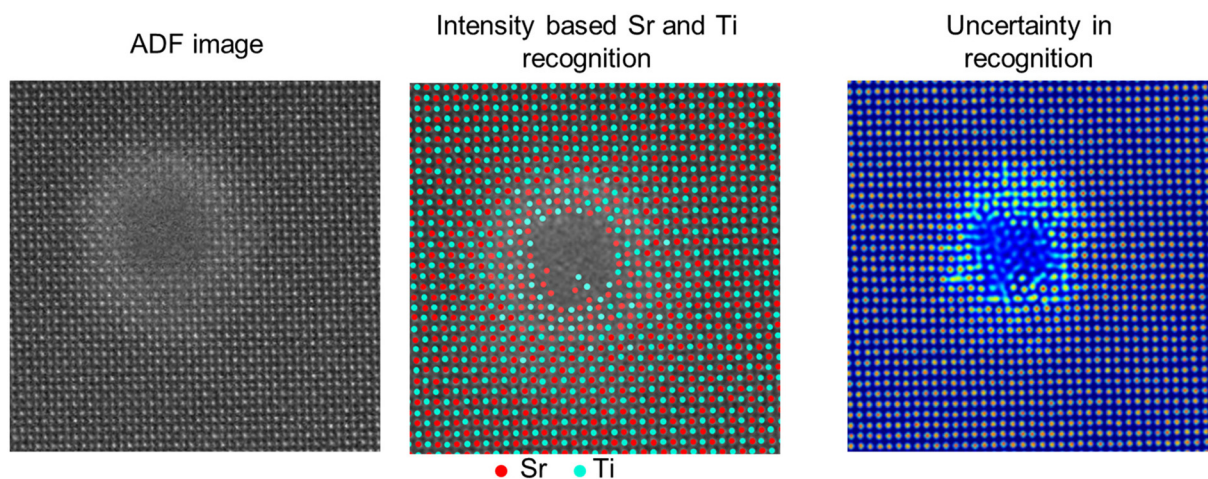 ADF image
Intensity based Sr and Ti
recognition
Uncertainty in
recognition
Sr Ti